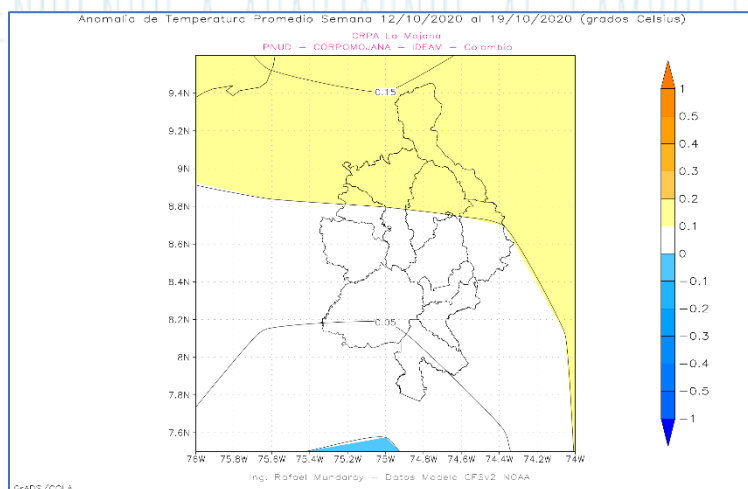 Anomalía de Temperatura Promedio Semana 12/10/2020 al 19/10/2020 (grados Celsius)
CRPA La Mojana
PNUD – CORPOMOJANA – IDEAM – Colombia
9.4N
9.2N
9N
8.8N
8.6N
8.4N
8.2N
8N
7.8N
7.6N
0.15
0.05
76W 75.8W 75.6W 75.4W 75.2W 75W 74.8W 74.6W 74.4W 74.2W 74W
1
0.5
0.4
0.3
0.2
0.1
0
-0.1
-0.2
-0.3
-0.4
-0.5
-1
Ing. Rafael Mundaray – Datos Modelo CFSv2 NOAA
GrADS/COLA